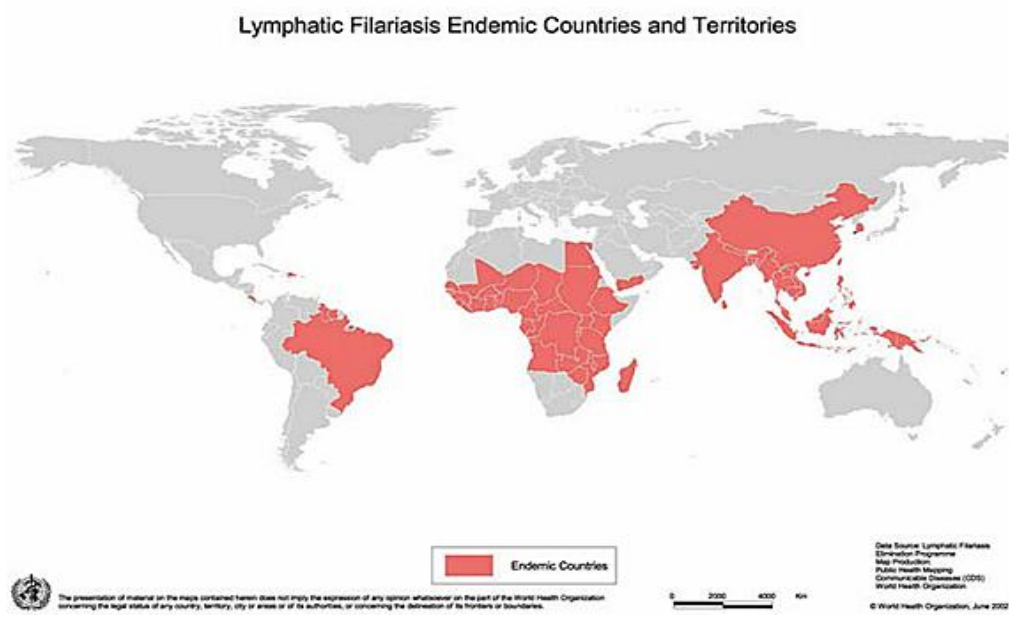 Lymphatic Filariasis Endemic Countries and Territories
Endemic Countries
Data Source: Lymphatic Filariasis
Elimination Programme
Map Production:
Public Health Mapping
Communicable Diseases (CDS)
World Health Organization
The presentation of material on the maps contained herein does not imply the expression of any opinion whatsoever on the part of the World Health Organization
concerning the legal status of any country, territory, city or areas or of its authorities, or concerning the delineation of its frontiers or boundaries.
0 2000 4000 Km
© World Health Organization, June 2002